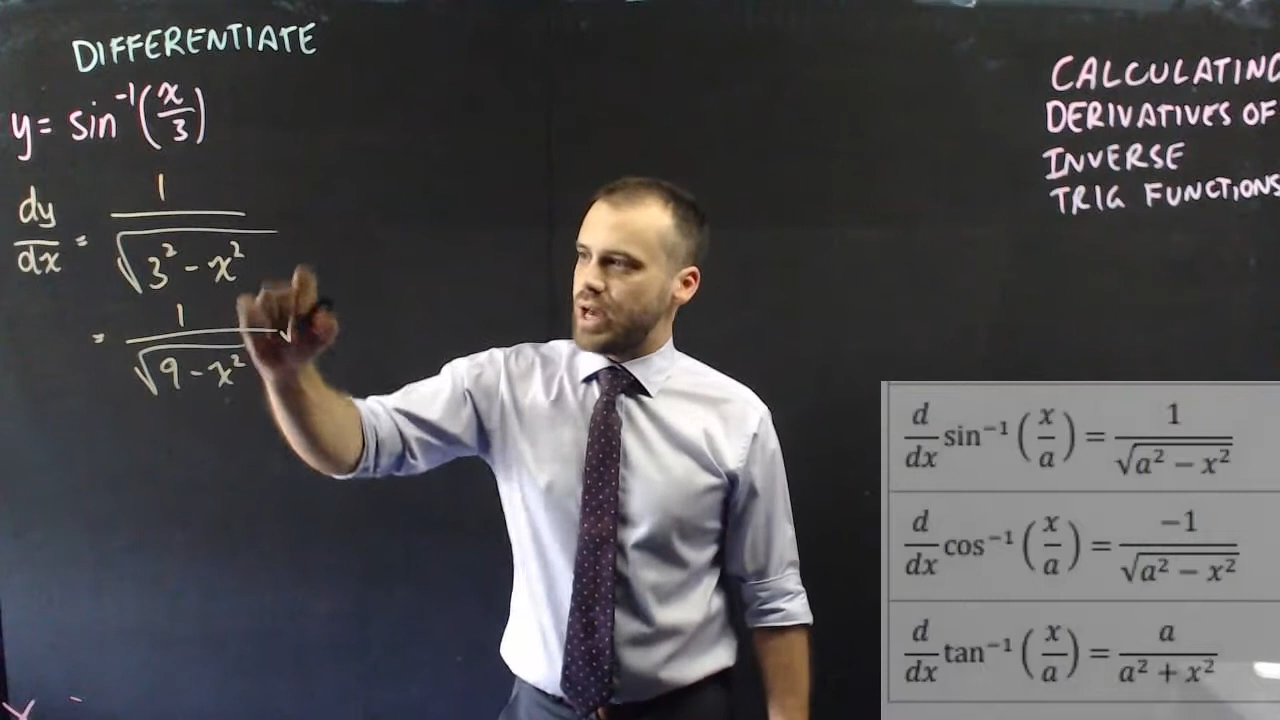 DIFFERENTIATE
y = sin⁻¹(x/3)
dy/dx = 1/√(3² - x²)
= 1/√(9 - x²)
CALCULATING
DERIVATIVES OF
INVERSE
TRIG FUNCTIONS
d/dx sin⁻¹(x/a) = 1/√(a² − x²)
d/dx cos⁻¹(x/a) = −1/√(a² − x²)
d/dx tan⁻¹(x/a) = a/(a² + x²)